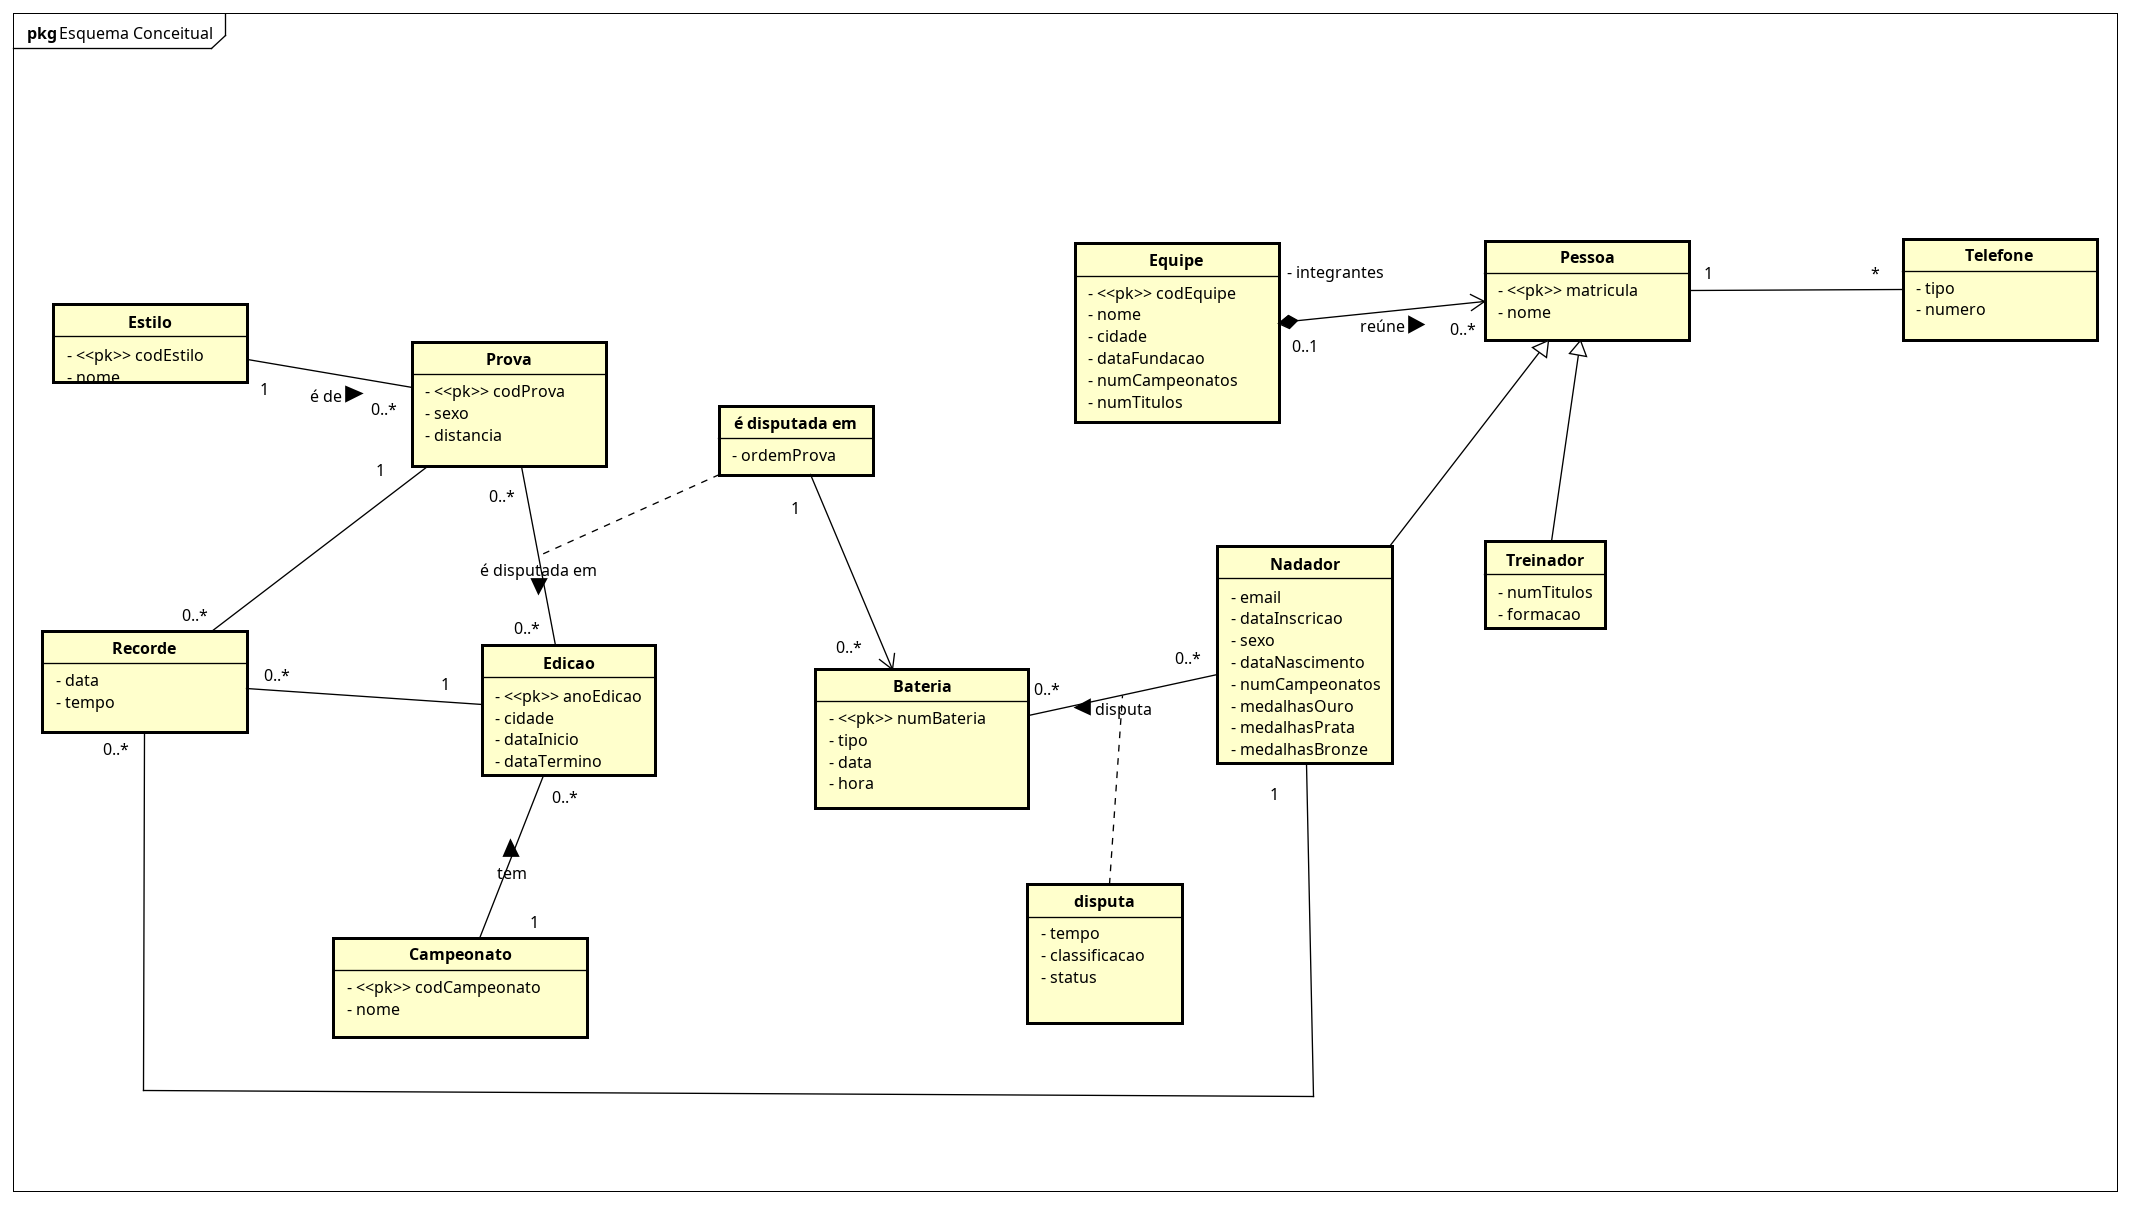 pkg Esquema Conceitual
Estilo
- <<pk>> codEstilo
- nome
1
é de
0..*
Prova
- <<pk>> codProva
- sexo
- distancia
1
0..*
0..*
é disputada em
- ordemProva
1
0..*
é disputada em
0..*
Equipe
- <<pk>> codEquipe
- nome
- cidade
- dataFundacao
- numCampeonatos
- numTitulos
- integrantes
reúne
0..1
0..*
Pessoa
- <<pk>> matricula
- nome
1
*
Telefone
- tipo
- numero
Recorde
- data
- tempo
0..*
0..*
1
Edicao
- <<pk>> anoEdicao
- cidade
- dataInicio
- dataTermino
0..*
tem
1
Campeonato
- <<pk>> codCampeonato
- nome
Bateria
- <<pk>> numBateria
- tipo
- data
- hora
0..*
disputa
0..*
Nadador
- email
- dataInscricao
- sexo
- dataNascimento
- numCampeonatos
- medalhasOuro
- medalhasPrata
- medalhasBronze
1
Treinador
- numTitulos
- formacao
disputa
- tempo
- classificacao
- status